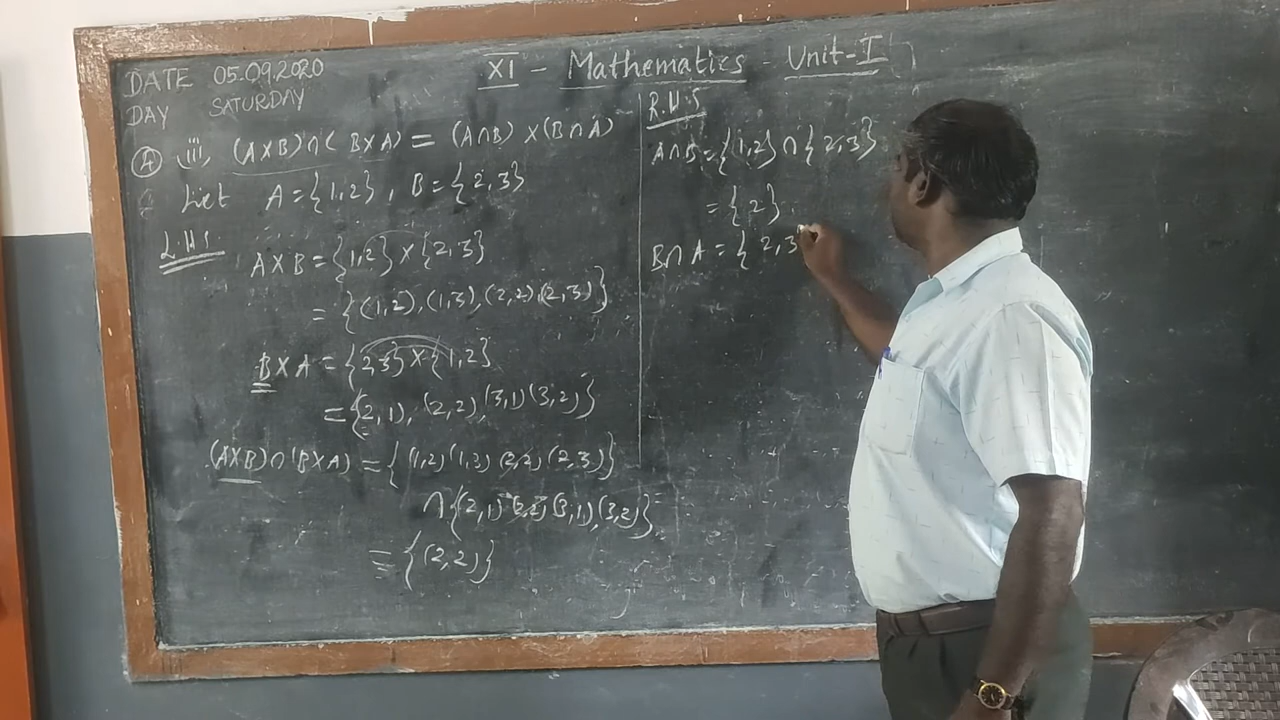 DATE 05.09.2020
DAY SATURDAY
XI - Mathematics - Unit-I
A iii, (A×B)∩(B×A) = (A∩B) ×(B∩A)
Let A={1,2}, B={2,3}
L.H.S
A×B={1,2}×{2,3}
={(1,2),(1,3),(2,2),(2,3)}
B×A={2,3}×{1,2}
={2,1), (2,2),(3,1)(3,2)}
(A×B)∩(B×A) ={(1,2)(1,3)(2,2)(2,3)}
∩{(2,1)(2,2)(3,1)(3,2)}
={(2,2)}
R.H.S
A∩B={1,2}∩{2,3}
={2}
B∩A={2,3